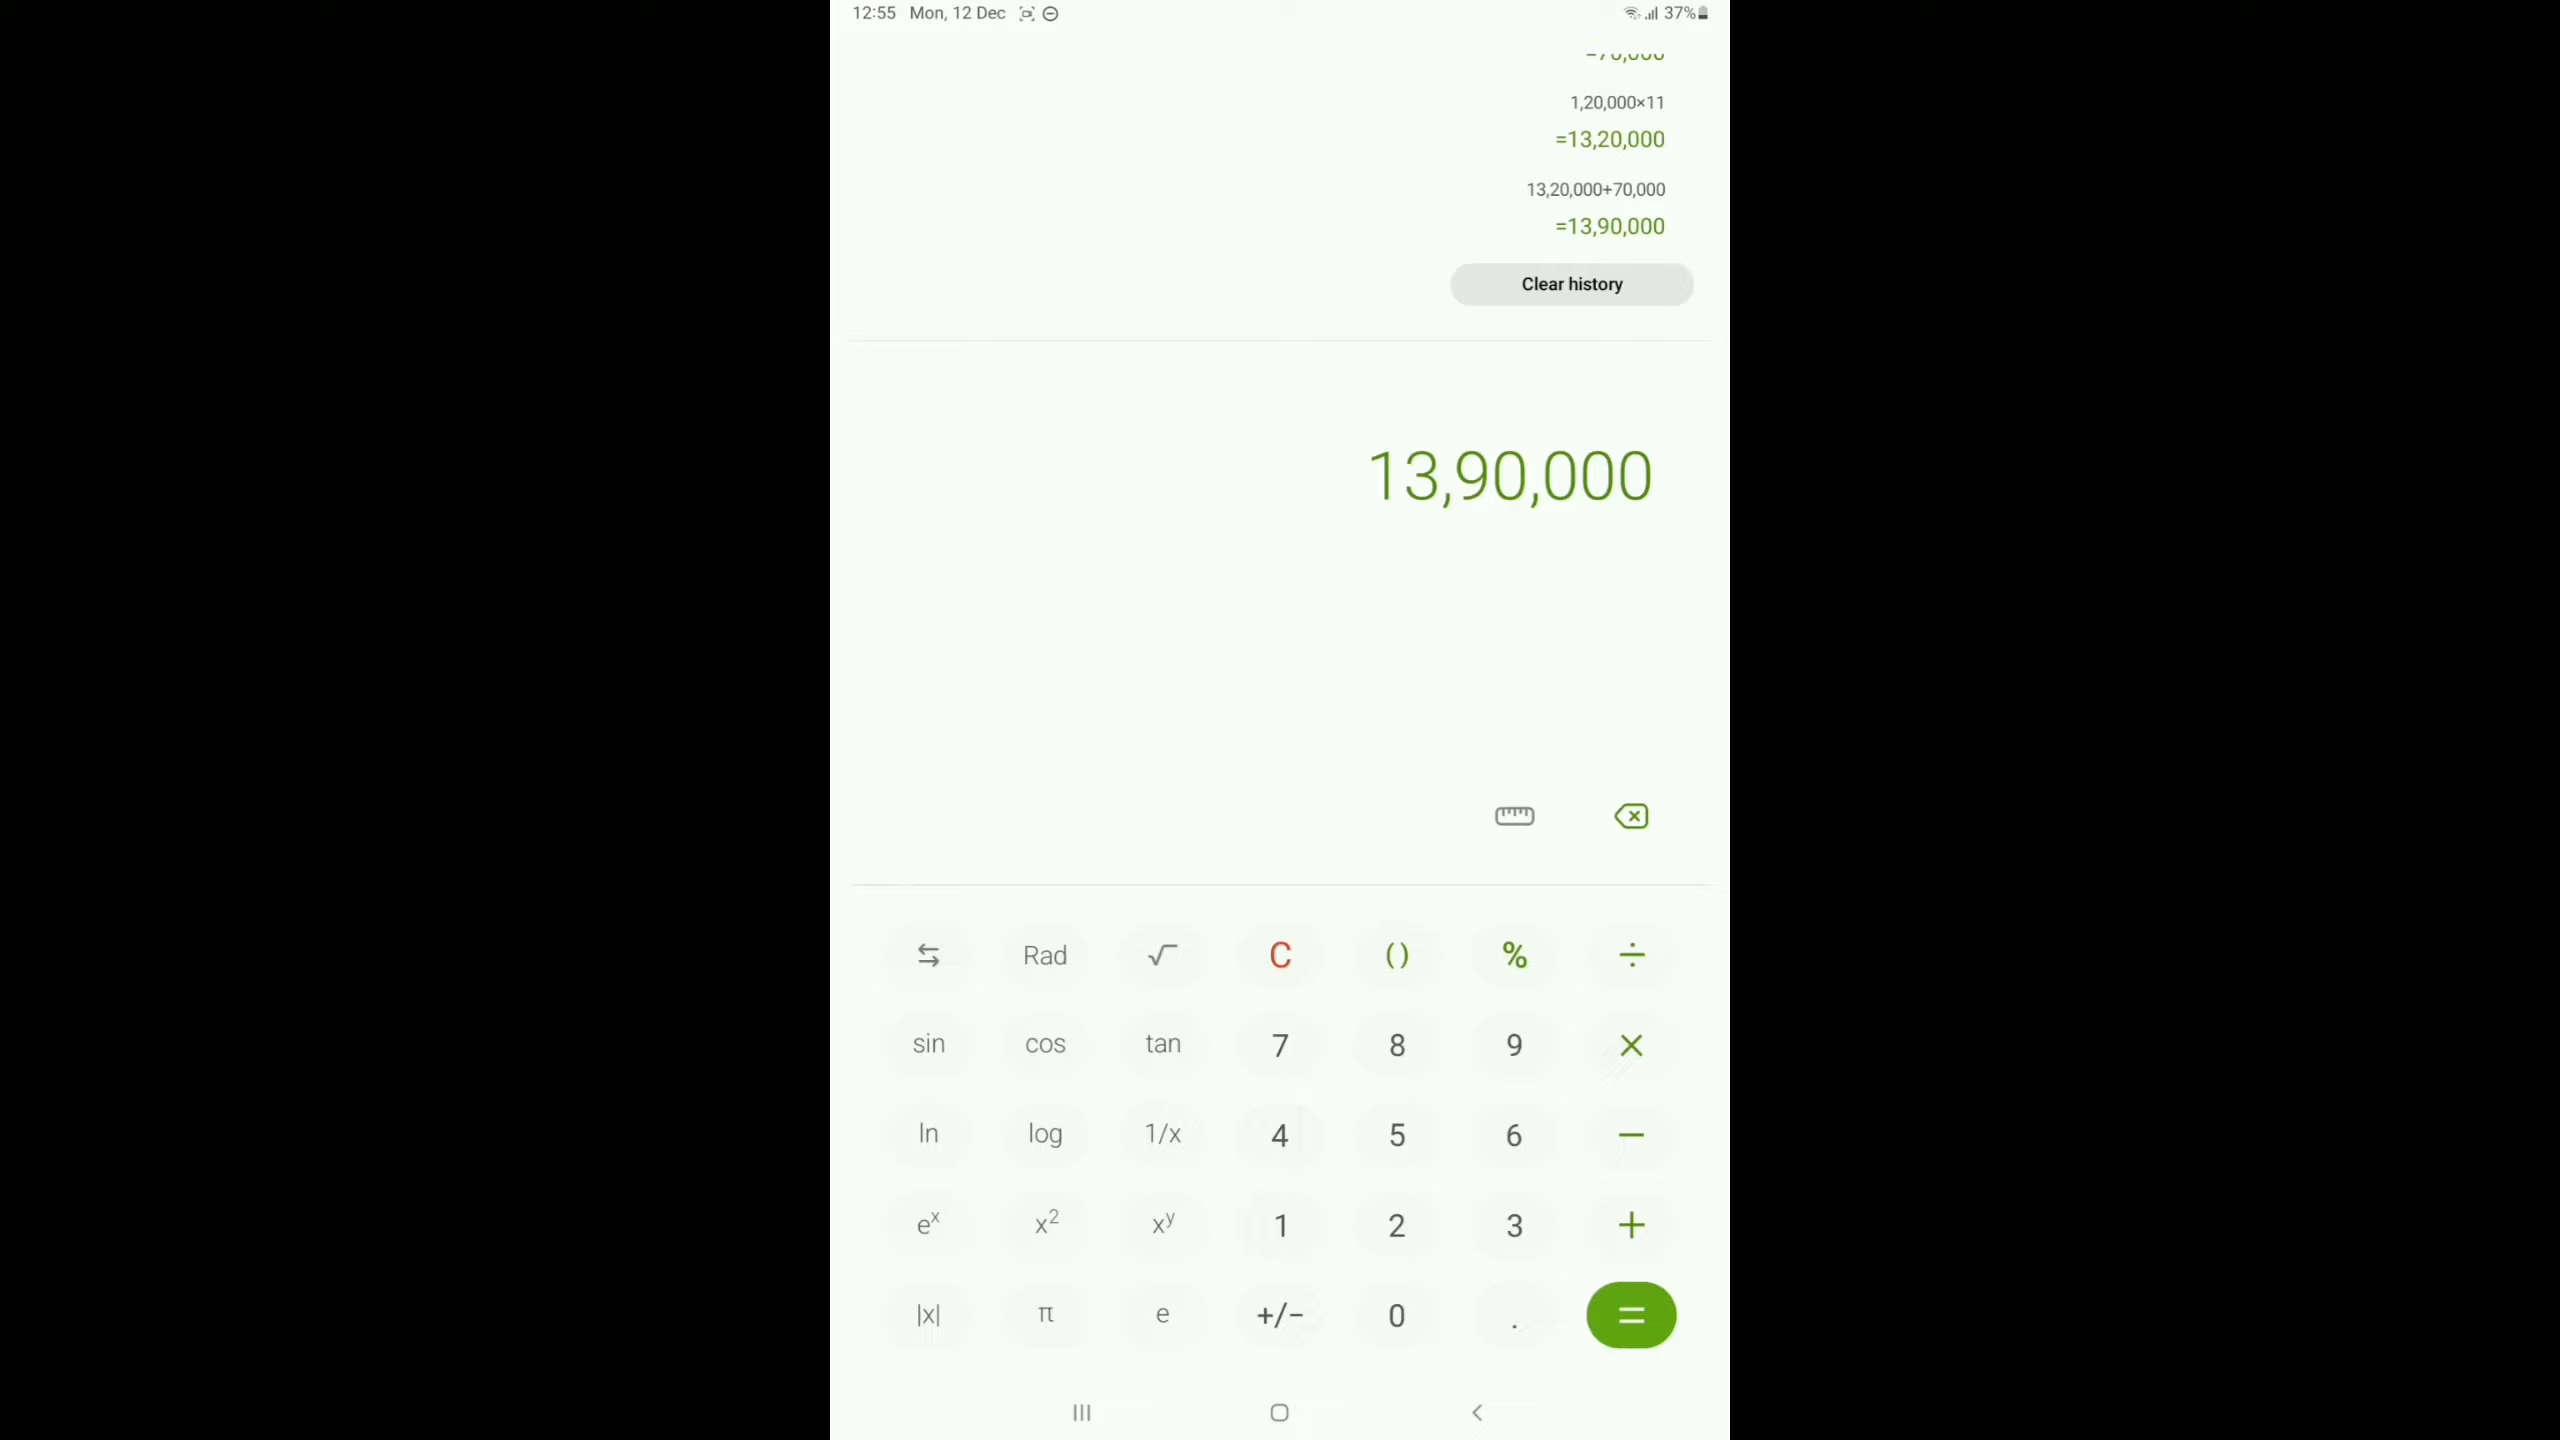 12:55 Mon, 12 Dec 37%
1,20,000×11
=13,20,000
13,20,000+70,000
=13,90,000
Clear history
13,90,000
Rad √ C () % ÷
sin cos tan 7 8 9 ×
ln log 1/x 4 5 6 −
eˣ x² xʸ 1 2 3 +
|x| π e +/− 0 . =